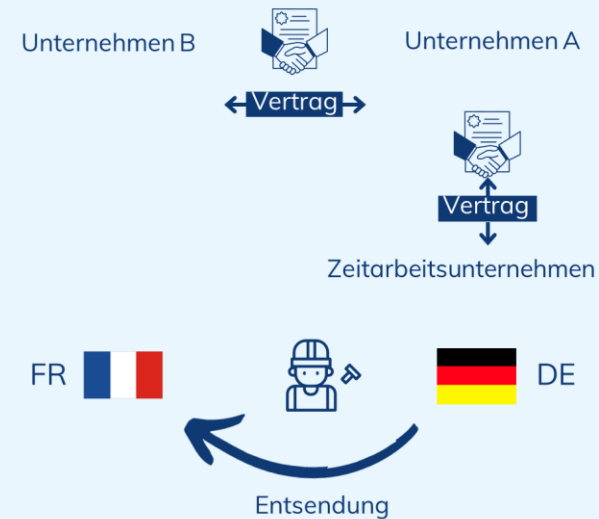 Unternehmen B
Unternehmen A
Vertrag
Vertrag
Zeitarbeitsunternehmen
FR
DE
Entsendung